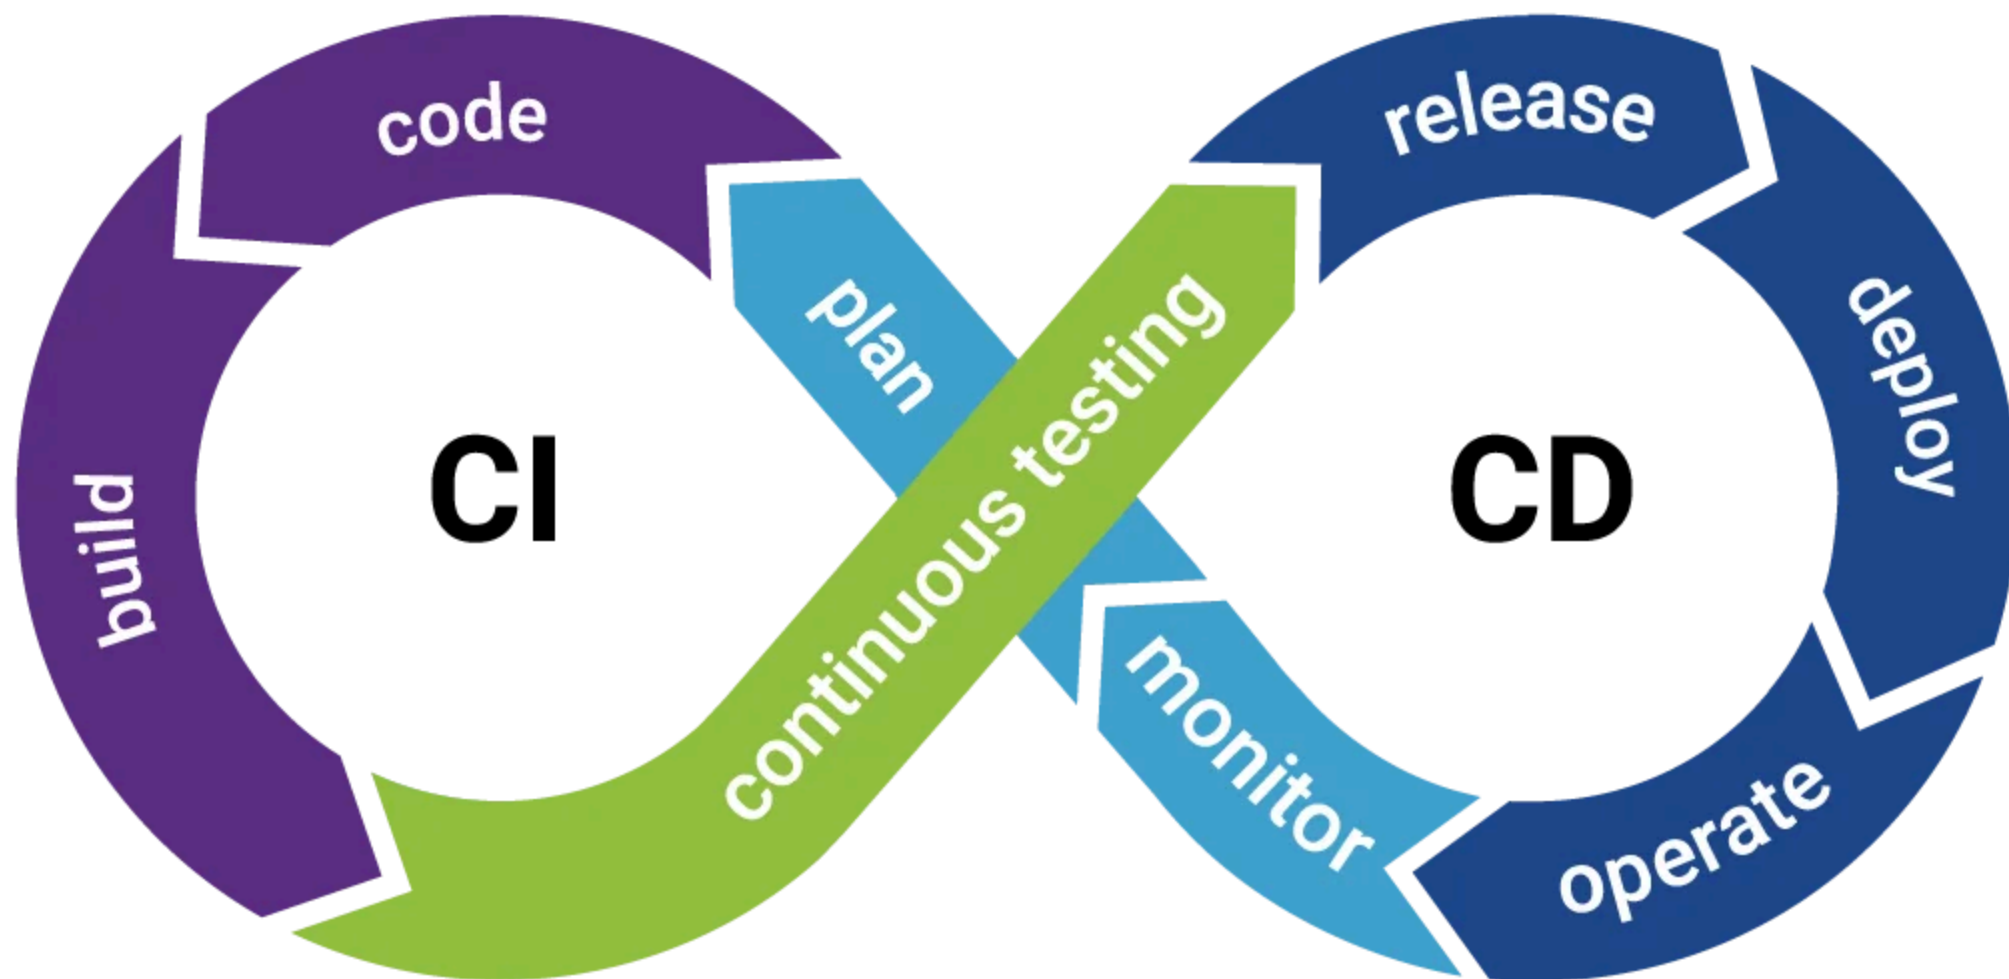 code
release
plan
deploy
build
CI
continuous testing
CD
monitor
operate